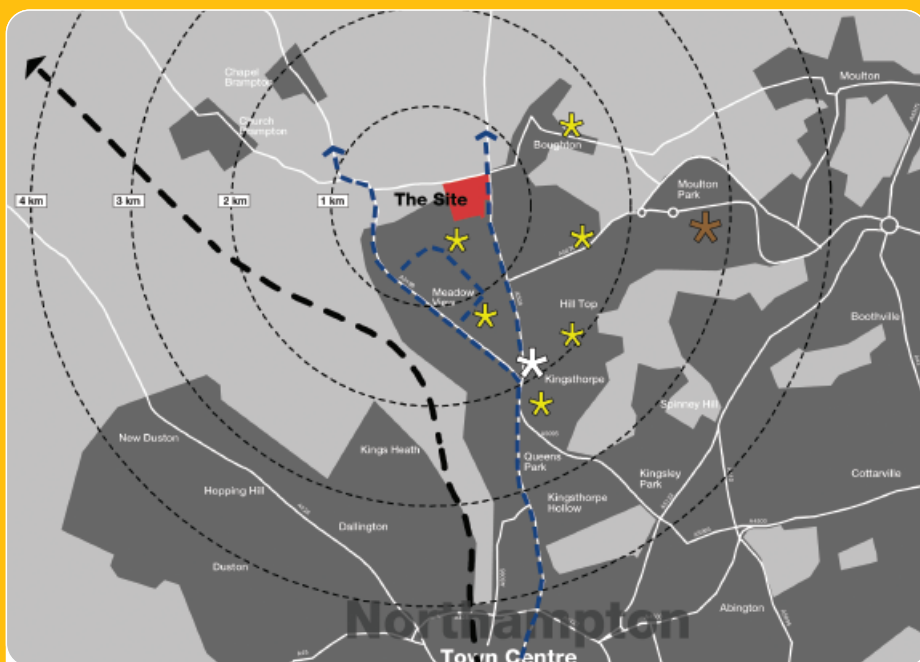 Chapel
Brampton
Church
Brampton
Moulton
Boughton
Moulton
Park
4 km
3 km
2 km
1 km
The Site
Meadow
View
Hill Top
Boothville
Kingsthorpe
Spinney Hill
New Duston
Kings Heath
Queens
Park
Kingsley
Park
Cottarville
Hopping Hill
Kingsthorpe
Hollow
Dallington
Duston
Abington
Northampton
Town Centre